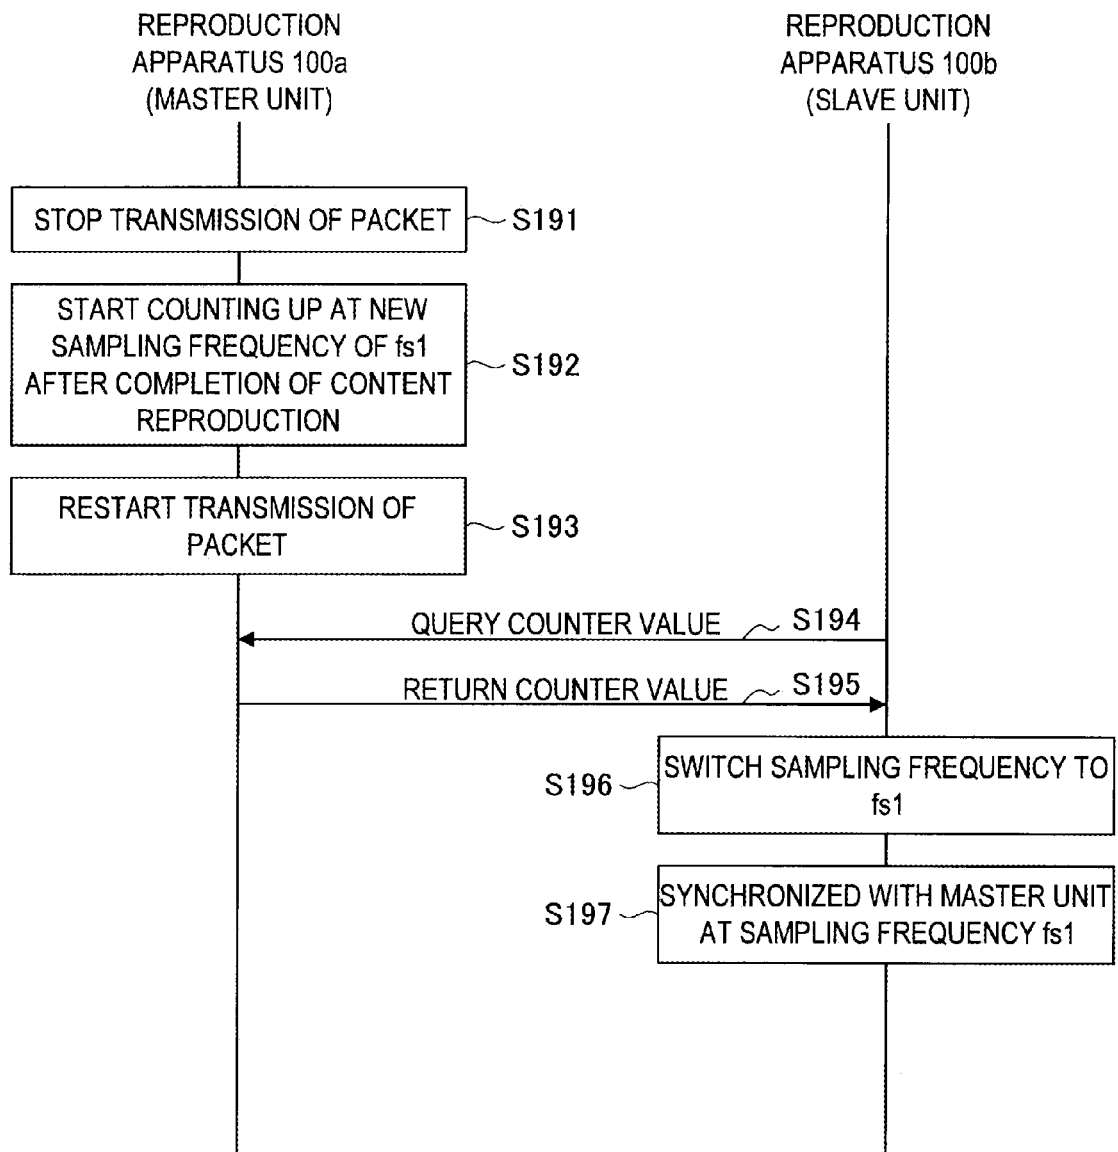 REPRODUCTION
APPARATUS 100a
(MASTER UNIT)
REPRODUCTION
APPARATUS 100b
(SLAVE UNIT)
STOP TRANSMISSION OF PACKET
S191
START COUNTING UP AT NEW
SAMPLING FREQUENCY OF fs1
AFTER COMPLETION OF CONTENT
REPRODUCTION
S192
RESTART TRANSMISSION OF
PACKET
S193
QUERY COUNTER VALUE
S194
RETURN COUNTER VALUE
S195
S196
SWITCH SAMPLING FREQUENCY TO
fs1
S197
SYNCHRONIZED WITH MASTER UNIT
AT SAMPLING FREQUENCY fs1